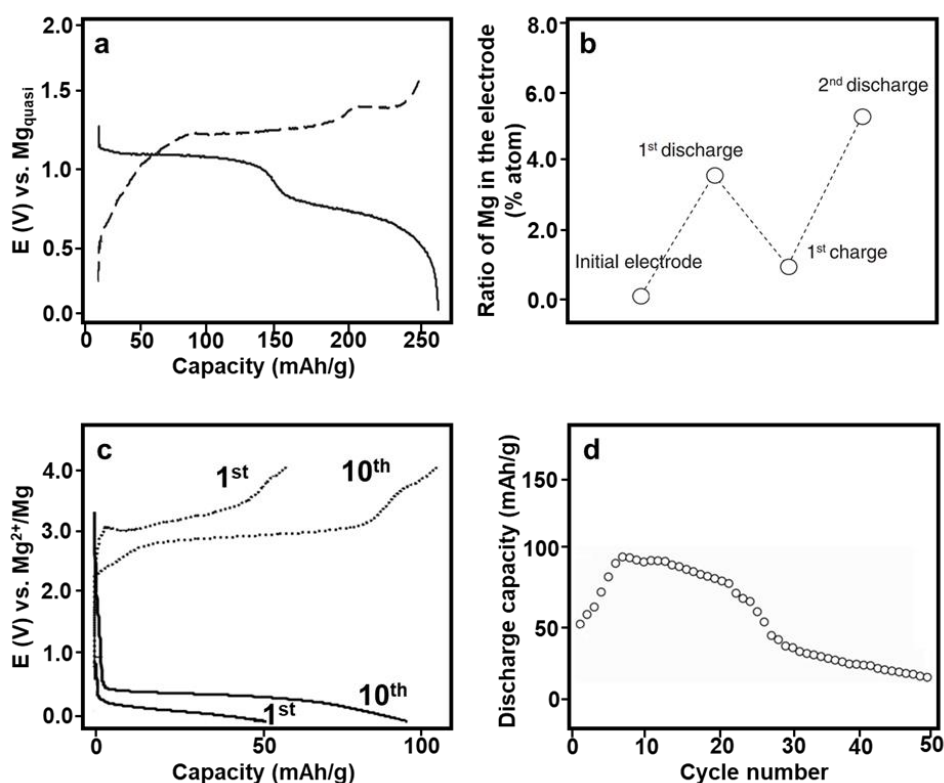 a
2.0
1.5
1.0
0.5
0.0
E (V) vs. Mgquasi
0 50 100 150 200 250
Capacity (mAh/g)
b
8.0
6.0
4.0
2.0
0.0
Ratio of Mg in the electrode
(% atom)
2nd discharge
1st discharge
1st charge
Initial electrode
c
1st
10th
4.0
3.0
2.0
1.0
0.0
E (V) vs. Mg2+/Mg
10th
1st
0 50 100
Capacity (mAh/g)
d
150
100
50
0
Discharge capacity (mAh/g)
0 10 20 30 40 50
Cycle number